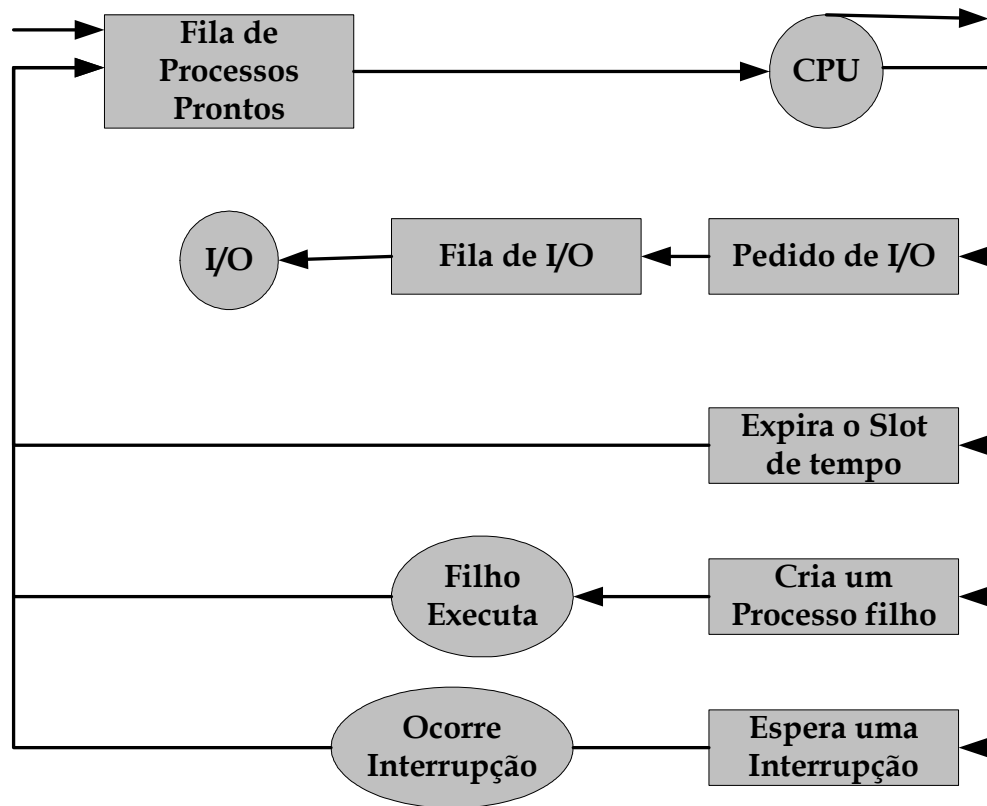 Fila de
Processos
Prontos
CPU
I/O
Fila de I/O
Pedido de I/O
Expira o Slot
de tempo
Filho
Executa
Cria um
Processo filho
Ocorre
Interrupção
Espera uma
Interrupção